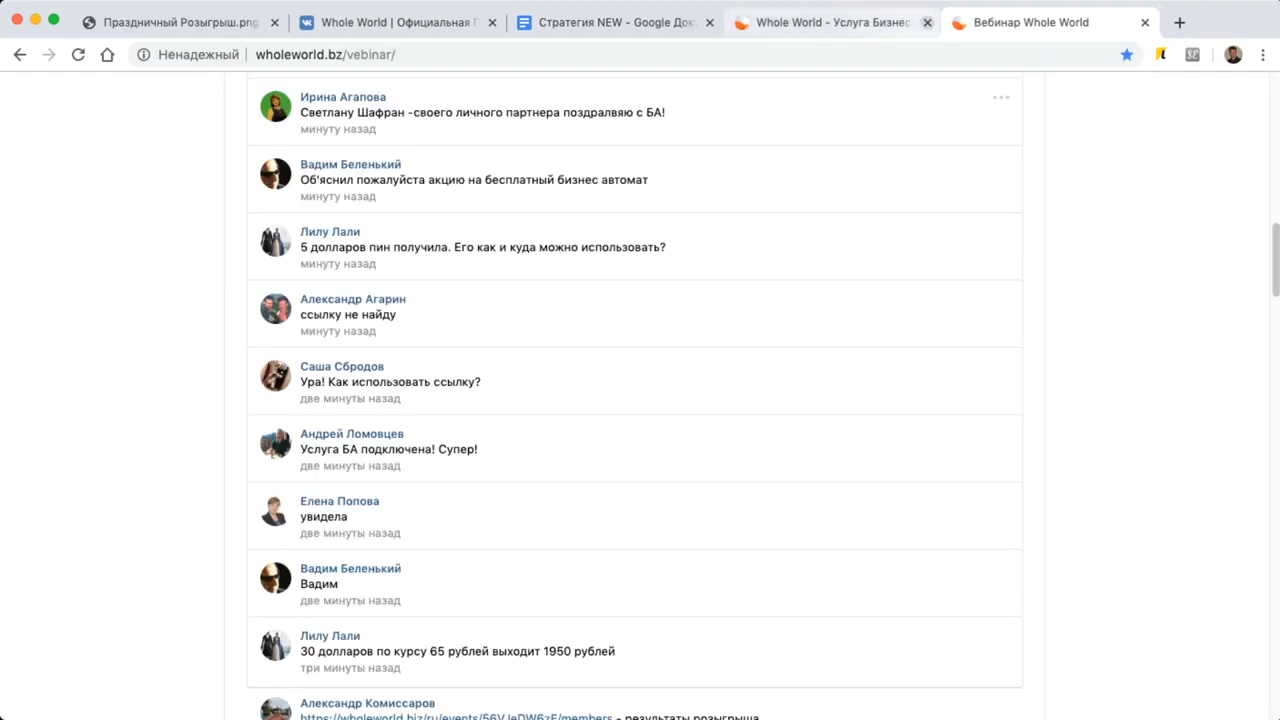 Праздничный Розыгрыш.png
Whole World | Официальная
Стратегия NEW - Google Док
Whole World - Услуга Бизнес
Вебинар Whole World
Ненадежный
wholeworld.bz/vebinar/
Ирина Агапова
Светлану Шафран -своего личного партнера поздралвяю с БА!
минуту назад
Вадим Беленький
Об'яснил пожалуйста акцию на бесплатный бизнес автомат
минуту назад
Лилу Лали
5 долларов пин получила. Его как и куда можно использовать?
минуту назад
Александр Агарин
ссылку не найду
минуту назад
Саша Сбродов
Ура! Как использовать ссылку?
две минуты назад
Андрей Ломовцев
Услуга БА подключена! Супер!
две минуты назад
Елена Попова
увидела
две минуты назад
Вадим Беленький
Вадим
две минуты назад
Лилу Лали
30 долларов по курсу 65 рублей выходит 1950 рублей
три минуты назад
Александр Комиссаров
- результаты розыгрыша